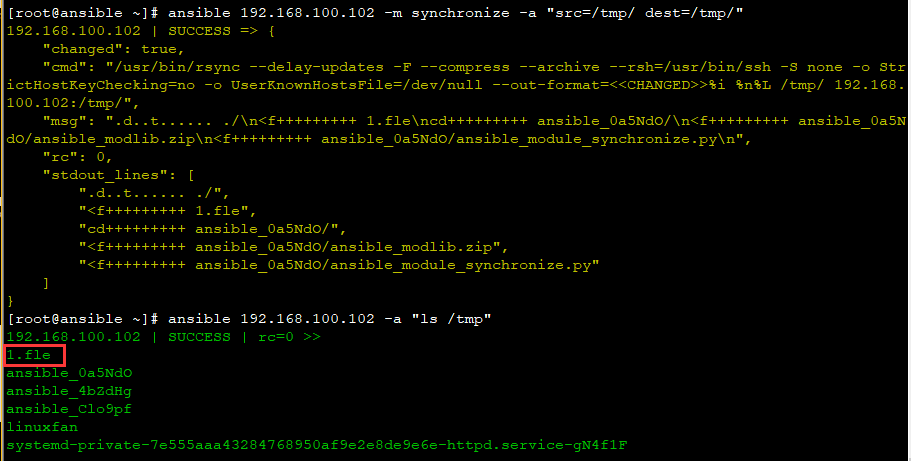 [root@ansible ~]# ansible 192.168.100.102 -m synchronize -a "src=/tmp/ dest=/tmp/"
192.168.100.102 | SUCCESS => {
    "changed": true,
    "cmd": "/usr/bin/rsync --delay-updates -F --compress --archive --rsh=/usr/bin/ssh -S none -o Str
ictHostKeyChecking=no -o UserKnownHostsFile=/dev/null --out-format=<<CHANGED>>%i %n%L /tmp/ 192.168.
100.102:/tmp/",
    "msg": ".d..t...... ./\n<f+++++++++ 1.fle\ncd+++++++++ ansible_0a5NdO/\n<f+++++++++ ansible_0a5N
dO/ansible_modlib.zip\n<f+++++++++ ansible_0a5NdO/ansible_module_synchronize.py\n",
    "rc": 0,
    "stdout_lines": [
        ".d..t...... ./",
        "<f+++++++++ 1.fle",
        "cd+++++++++ ansible_0a5NdO/",
        "<f+++++++++ ansible_0a5NdO/ansible_modlib.zip",
        "<f+++++++++ ansible_0a5NdO/ansible_module_synchronize.py"
    ]
}
[root@ansible ~]# ansible 192.168.100.102 -a "ls /tmp"
192.168.100.102 | SUCCESS | rc=0 >>
1.fle
ansible_0a5NdO
ansible_4bZdHg
ansible_Clo9pf
linuxfan
systemd-private-7e555aaa43284768950af9e2e8de9e6e-httpd.service-gN4f1F